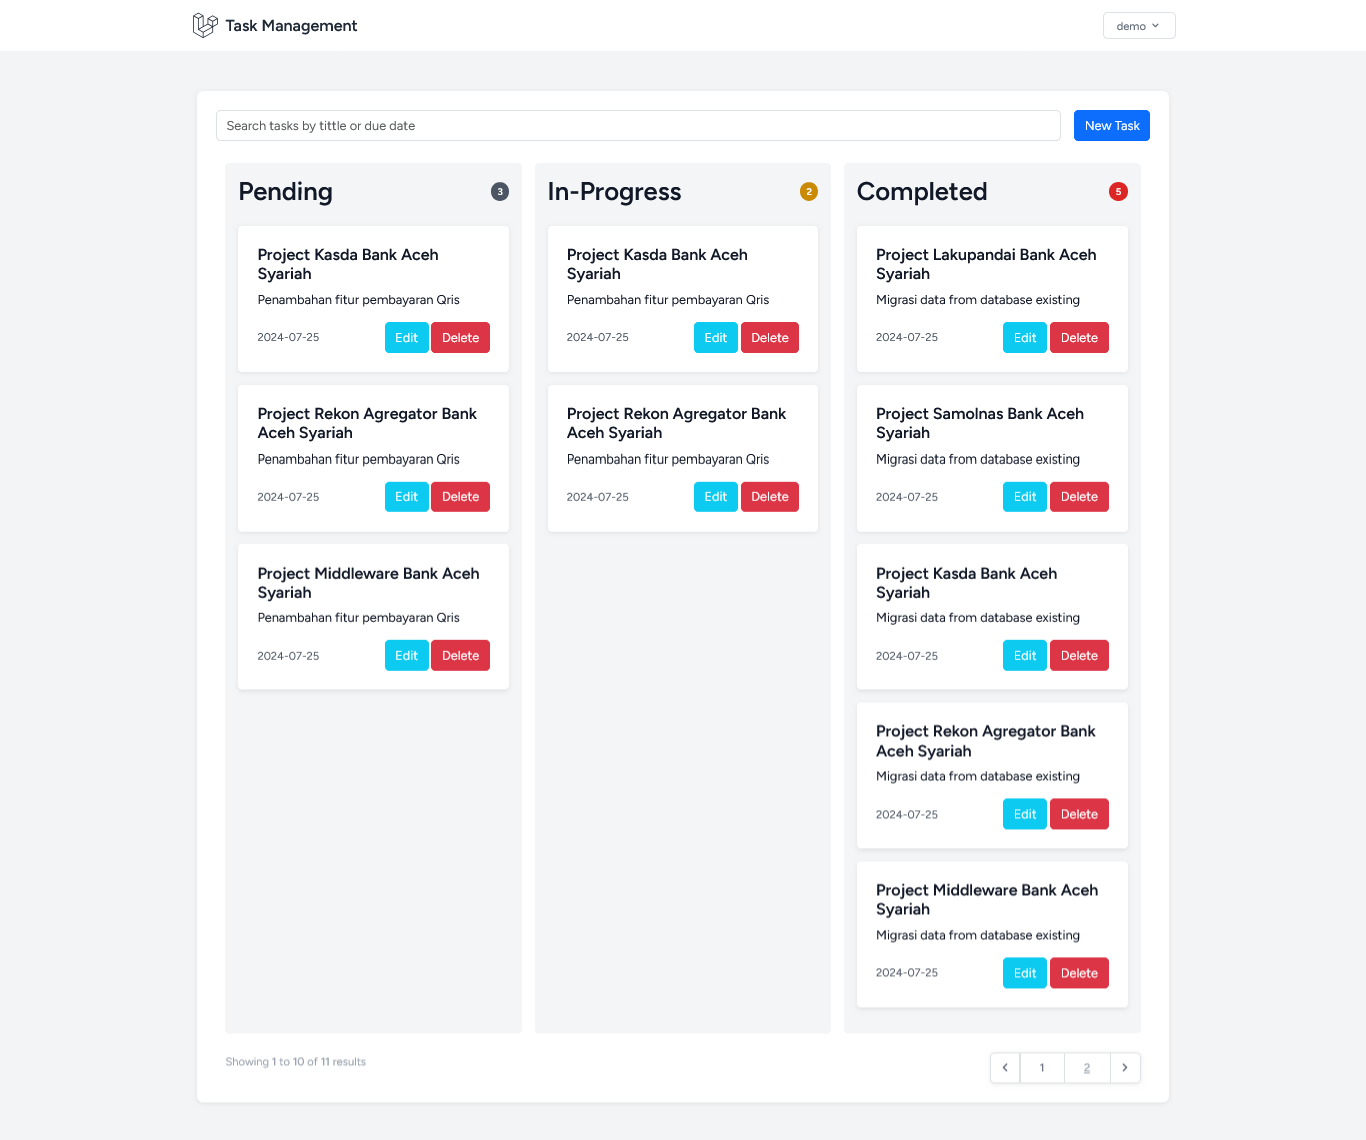 Task Management
demo
Search tasks by tittle or due date
New Task
Pending
3
Project Kasda Bank Aceh
Syariah
Penambahan fitur pembayaran Qris
2024-07-25
Edit
Delete
Project Rekon Agregator Bank
Aceh Syariah
Penambahan fitur pembayaran Qris
2024-07-25
Edit
Delete
Project Middleware Bank Aceh
Syariah
Penambahan fitur pembayaran Qris
2024-07-25
Edit
Delete
In-Progress
2
Project Kasda Bank Aceh
Syariah
Penambahan fitur pembayaran Qris
2024-07-25
Edit
Delete
Project Rekon Agregator Bank
Aceh Syariah
Penambahan fitur pembayaran Qris
2024-07-25
Edit
Delete
Completed
5
Project Lakupandai Bank Aceh
Syariah
Migrasi data from database existing
2024-07-25
Edit
Delete
Project Samolnas Bank Aceh
Syariah
Migrasi data from database existing
2024-07-25
Edit
Delete
Project Kasda Bank Aceh
Syariah
Migrasi data from database existing
2024-07-25
Edit
Delete
Project Rekon Agregator Bank
Aceh Syariah
Migrasi data from database existing
2024-07-25
Edit
Delete
Project Middleware Bank Aceh
Syariah
Migrasi data from database existing
2024-07-25
Edit
Delete
Showing 1 to 10 of 11 results
1
2